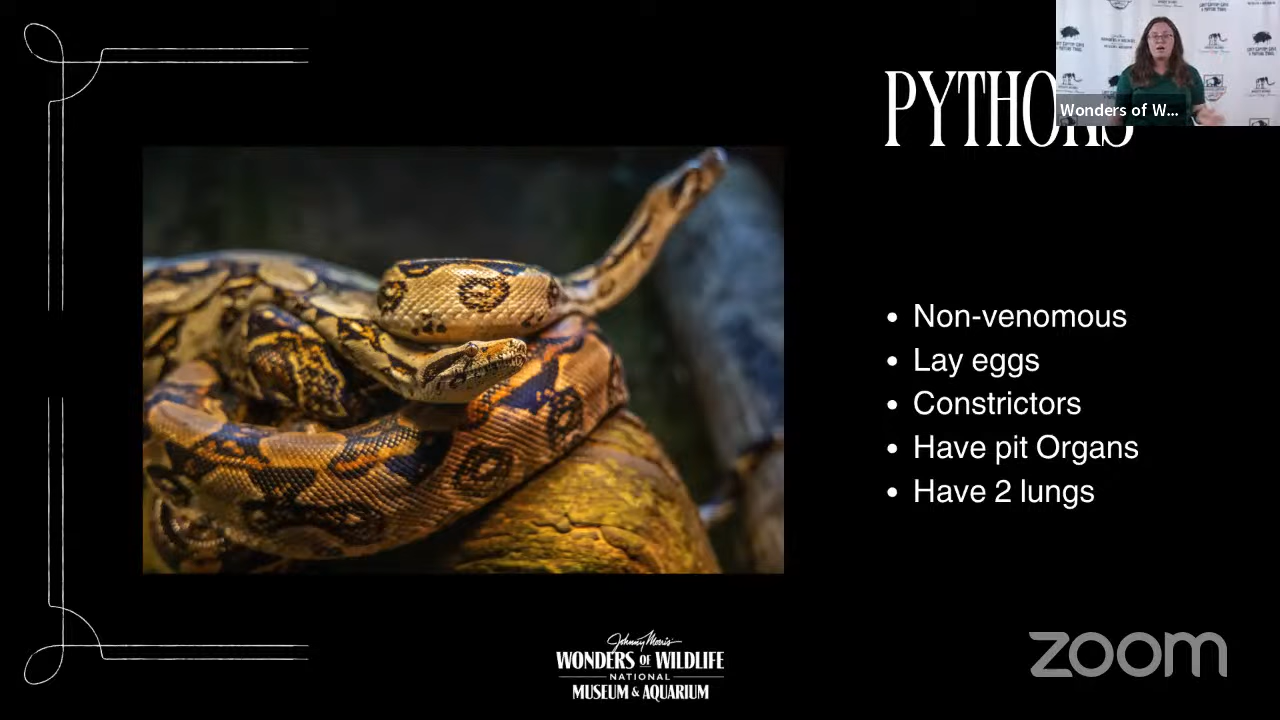 PYTHONS
Wonders of W...
Non-venomous
Lay eggs
Constrictors
Have pit Organs
Have 2 lungs
Johnny Morris'
WONDERS OF WILDLIFE
NATIONAL
MUSEUM & AQUARIUM
zoom